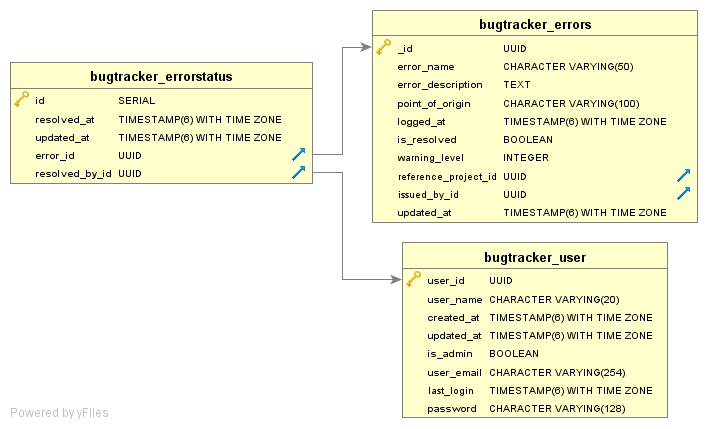 bugtracker_errorstatus
id SERIAL
resolved_at TIMESTAMP(6) WITH TIME ZONE
updated_at TIMESTAMP(6) WITH TIME ZONE
error_id UUID
resolved_by_id UUID
bugtracker_errors
_id UUID
error_name CHARACTER VARYING(50)
error_description TEXT
point_of_origin CHARACTER VARYING(100)
logged_at TIMESTAMP(6) WITH TIME ZONE
is_resolved BOOLEAN
warning_level INTEGER
reference_project_id UUID
issued_by_id UUID
updated_at TIMESTAMP(6) WITH TIME ZONE
bugtracker_user
user_id UUID
user_name CHARACTER VARYING(20)
created_at TIMESTAMP(6) WITH TIME ZONE
updated_at TIMESTAMP(6) WITH TIME ZONE
is_admin BOOLEAN
user_email CHARACTER VARYING(254)
last_login TIMESTAMP(6) WITH TIME ZONE
password CHARACTER VARYING(128)
Powered by yFiles